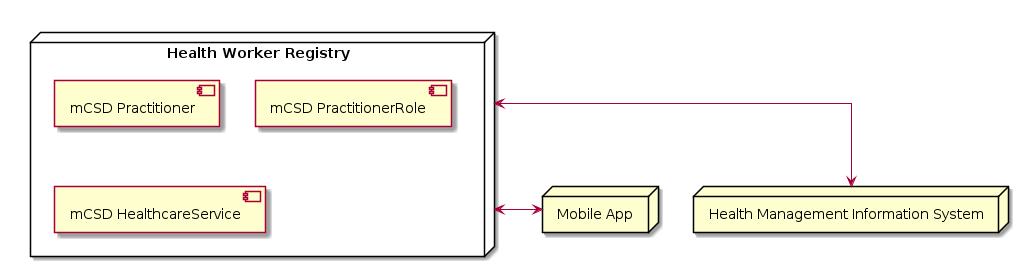 Health Worker Registry
mCSD Practitioner
mCSD PractitionerRole
mCSD HealthcareService
Mobile App
Health Management Information System